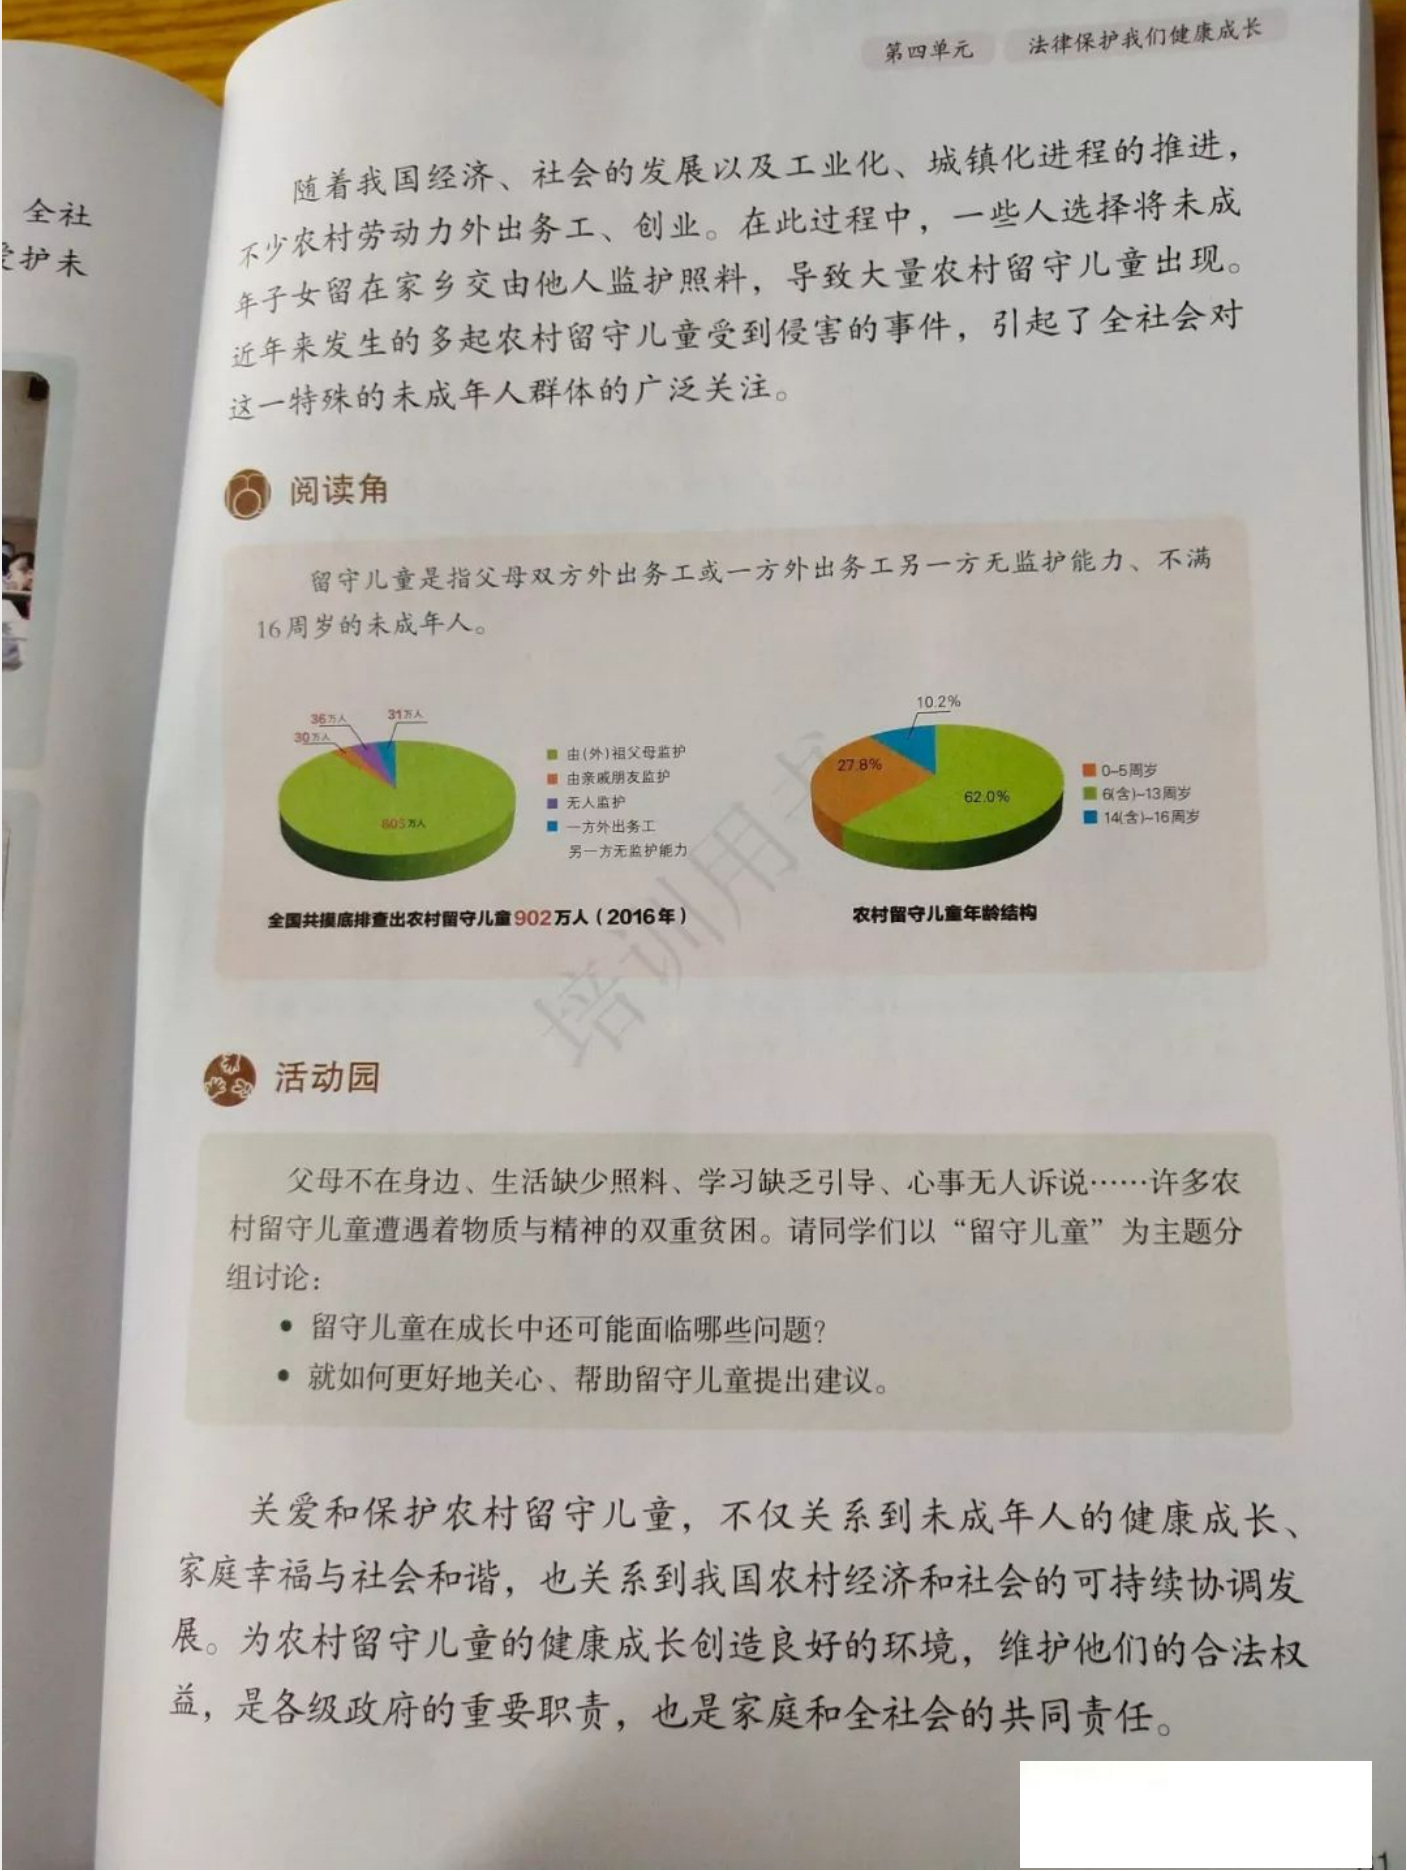 全社
护未
第四单元 法律保护我们健康成长
随着我国经济、社会的发展以及工业化、城镇化进程的推进，
不少农村劳动力外出务工、创业。在此过程中，一些人选择将未成
年子女留在家乡交由他人监护照料，导致大量农村留守儿童出现。
近年来发生的多起农村留守儿童受到侵害的事件，引起了全社会对
这一特殊的未成年人群体的广泛关注。
阅读角
留守儿童是指父母双方外出务工或一方外出务工另一方无监护能力、不满
16周岁的未成年人。
36万人
31万人
30万人
805万人
由(外)祖父母监护
由亲戚朋友监护
无人监护
一方外出务工
另一方无监护能力
全国共摸底排查出农村留守儿童902万人（2016年）
10.2%
27.8%
62.0%
0-5周岁
6(含)-13周岁
14(含)-16周岁
农村留守儿童年龄结构
培训用书
活动园
父母不在身边、生活缺少照料、学习缺乏引导、心事无人诉说……许多农
村留守儿童遭遇着物质与精神的双重贫困。请同学们以“留守儿童”为主题分
组讨论：
• 留守儿童在成长中还可能面临哪些问题？
• 就如何更好地关心、帮助留守儿童提出建议。
关爱和保护农村留守儿童，不仅关系到未成年人的健康成长、
家庭幸福与社会和谐，也关系到我国农村经济和社会的可持续协调发
展。为农村留守儿童的健康成长创造良好的环境，维护他们的合法权
益，是各级政府的重要职责，也是家庭和全社会的共同责任。